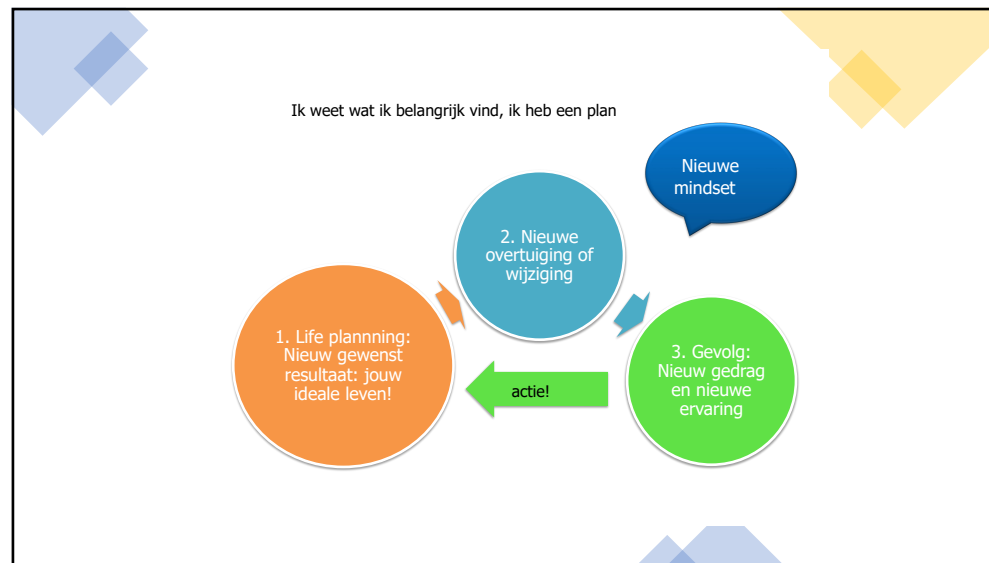 Ik weet wat ik belangrijk vind, ik heb een plan
Nieuwe
mindset
2. Nieuwe
overtuiging of
wijziging
1. Life plannning:
Nieuw gewenst
resultaat: jouw
ideale leven!
3. Gevolg:
Nieuw gedrag
en nieuwe
ervaring
actie!